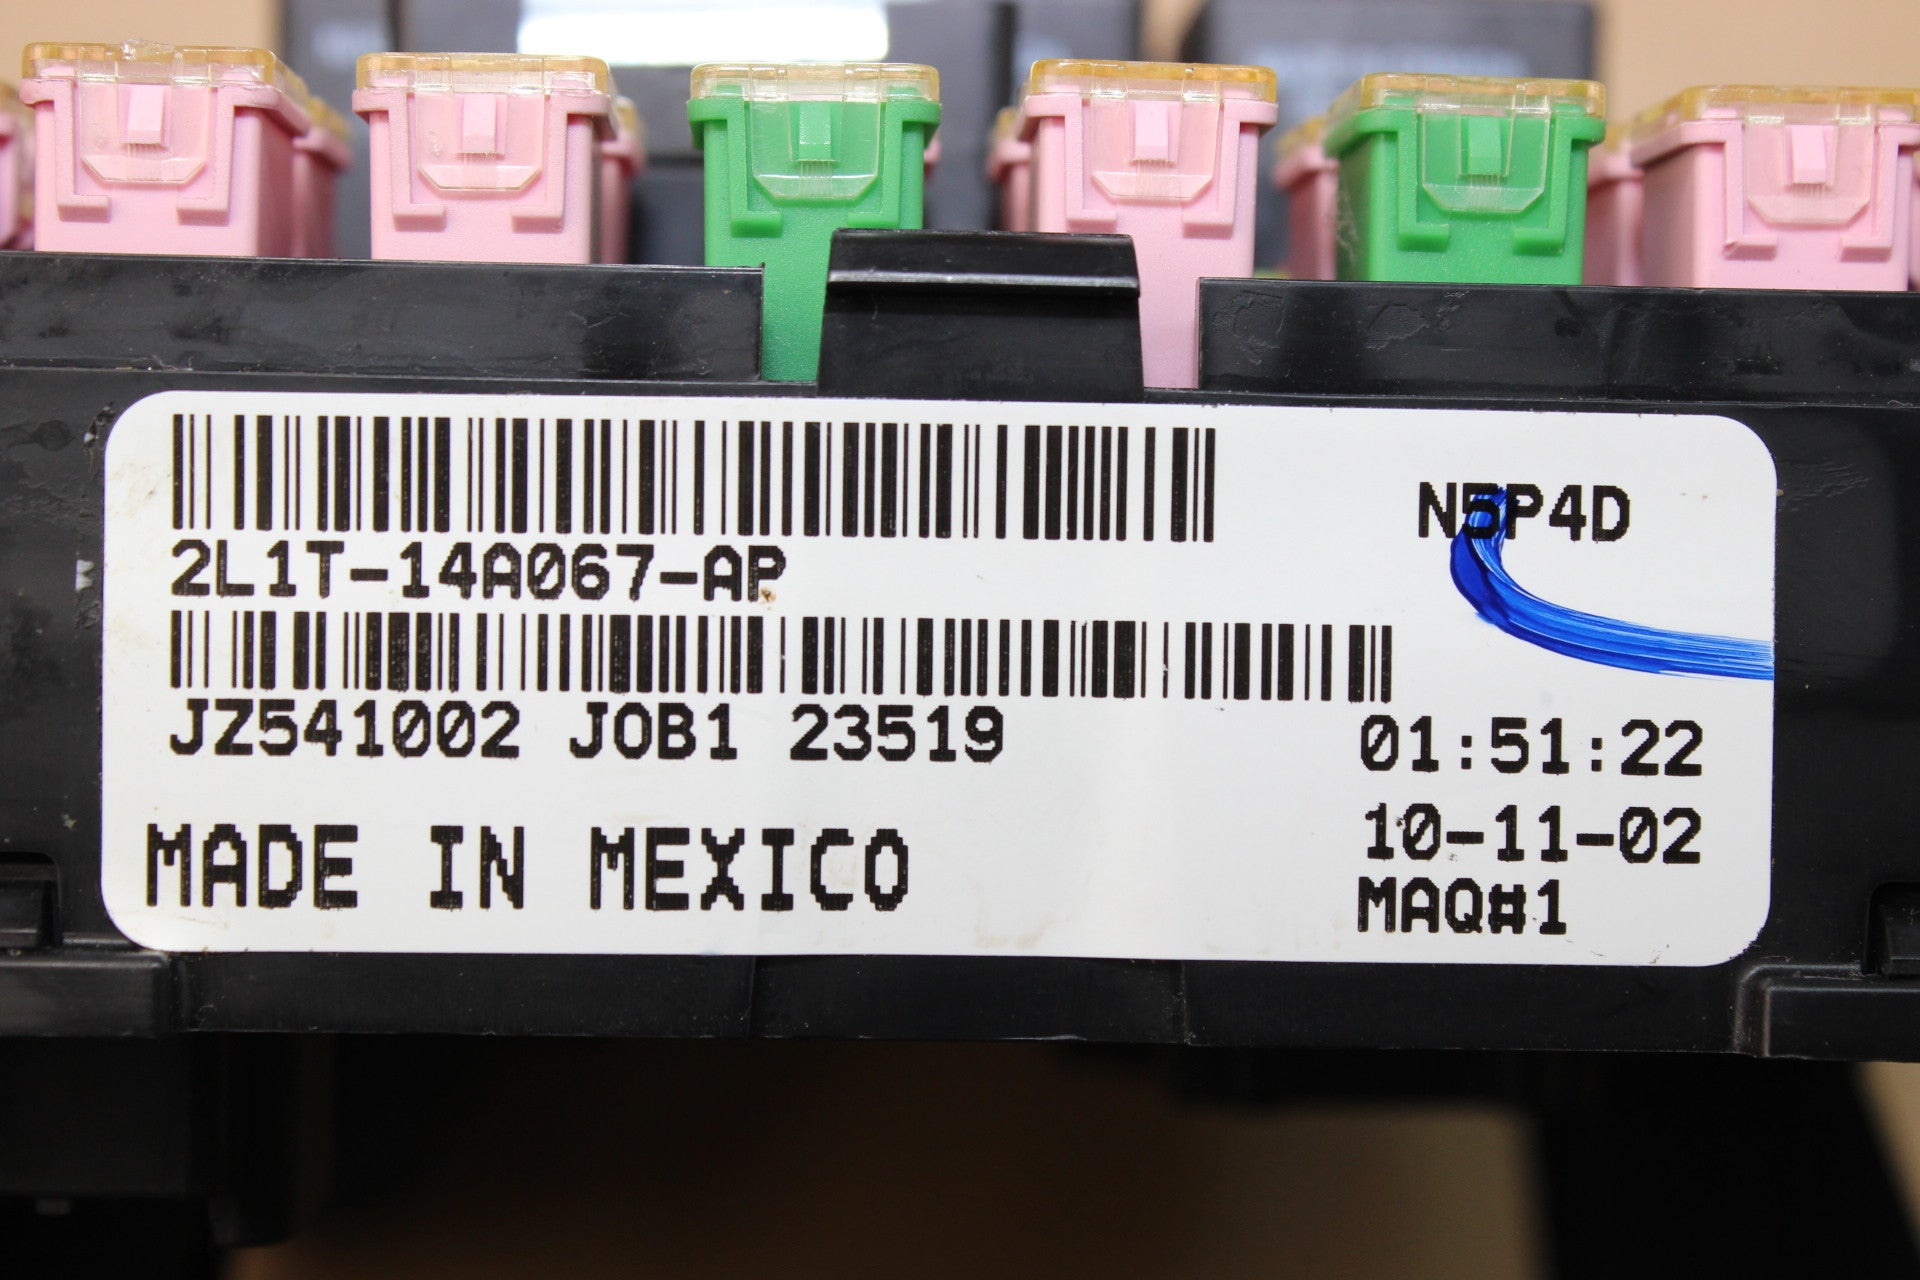 N5P4D
2L1T-14A067-AP
JZ541002 JOB1 23519
01:51:22
10-11-02
MADE IN MEXICO
MAQ#1